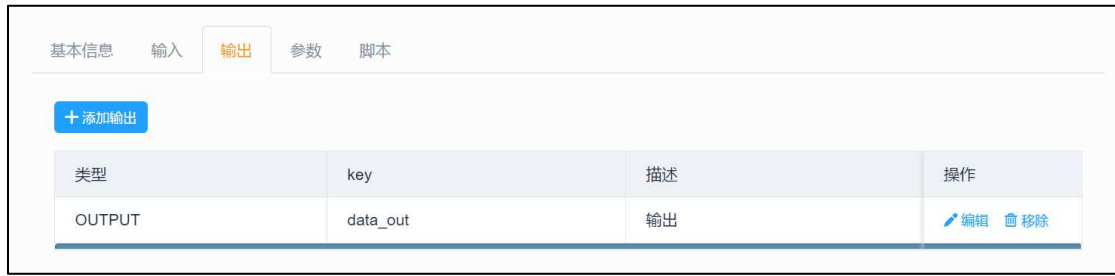 基本信息 输入 输出 参数 脚本
添加输出
类型 key 描述 操作
OUTPUT data_out 输出 编辑 移除